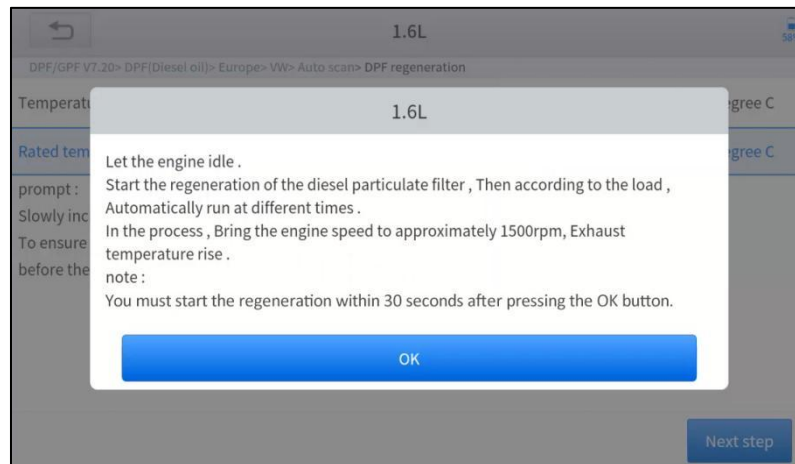 1.6L
58%
DPF/GPF V7.20> DPF(Diesel oil)> Europe> VW> Auto scan> DPF regeneration
1.6L
Let the engine idle .
Start the regeneration of the diesel particulate filter , Then according to the load ,
Automatically run at different times .
In the process , Bring the engine speed to approximately 1500rpm, Exhaust
temperature rise .
note :
You must start the regeneration within 30 seconds after pressing the OK button.
OK
Rated tem
prompt :
Slowly inc
To ensure
before the
Next step